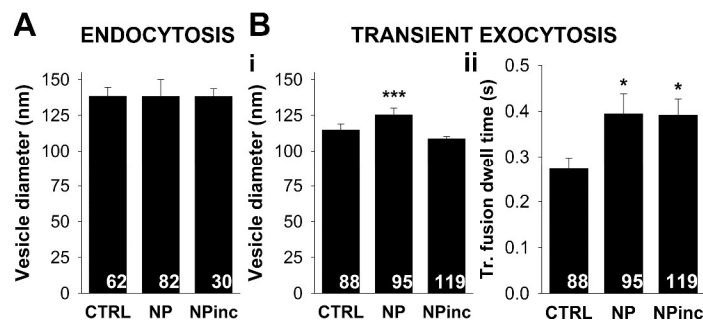 A ENDOCYTOSIS
B TRANSIENT EXOCYTOSIS
Vesicle diameter (nm)
150
125
100
75
50
25
0
62 82 30
CTRL NP NPinc
i
Vesicle diameter (nm)
150
125
100
75
50
25
0
***
88 95 119
CTRL NP NPinc
ii
Tr. fusion dwell time (s)
0.5
0.4
0.3
0.2
0.1
0.0
* *
88 95 119
CTRL NP NPinc